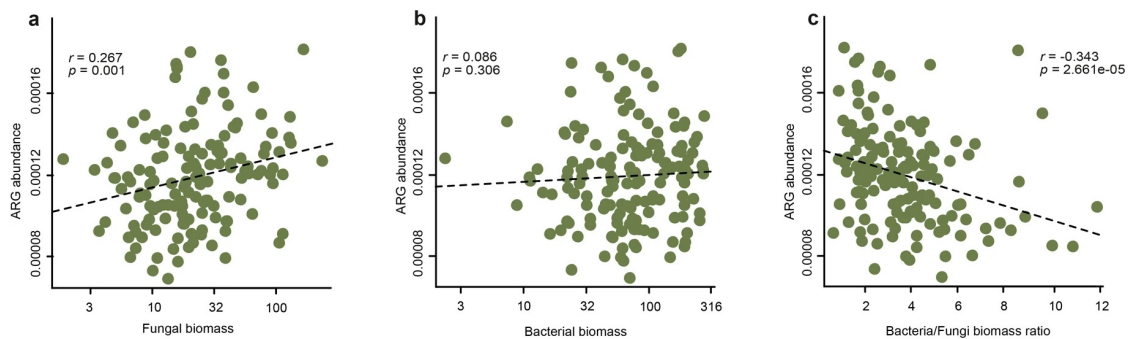 a
r = 0.267
p = 0.001
ARG abundance
0.00016
0.00012
0.00008
3 10 32 100
Fungal biomass
b
r = 0.086
p = 0.306
ARG abundance
0.00016
0.00012
0.00008
3 10 32 100 316
Bacterial biomass
c
r = -0.343
p = 2.661e-05
ARG abundance
0.00016
0.00012
0.00008
2 4 6 8 10 12
Bacteria/Fungi biomass ratio